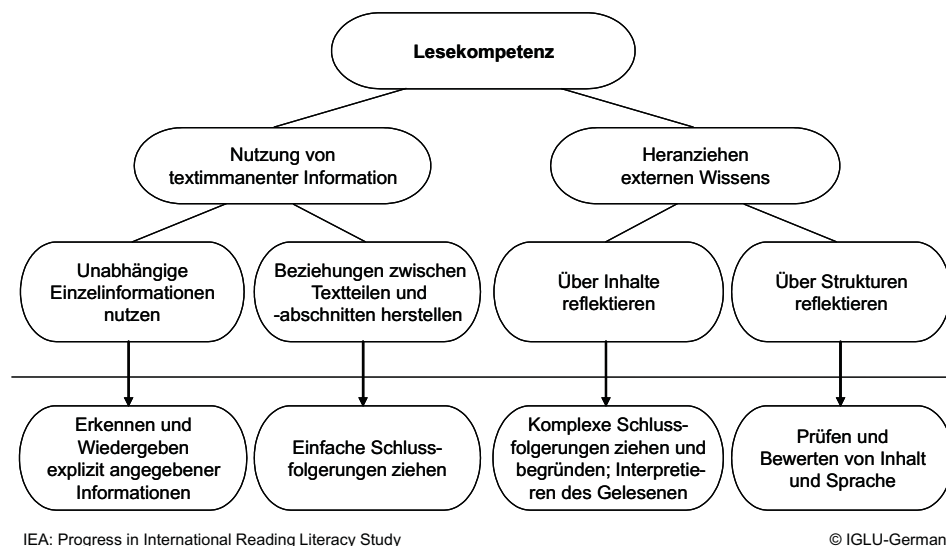 Lesekompetenz
Nutzung von
textimmanenter Information
Heranziehen
externen Wissens
Unabhängige
Einzelinformationen
nutzen
Beziehungen zwischen
Textteilen und
-abschnitten herstellen
Über Inhalte
reflektieren
Über Strukturen
reflektieren
Erkennen und
Wiedergeben
explizit angegebener
Informationen
Einfache Schluss-
folgerungen ziehen
Komplexe Schluss-
folgerungen ziehen und
begründen; Interpretie-
ren des Gelesenen
Prüfen und
Bewerten von Inhalt
und Sprache
IEA: Progress in International Reading Literacy Study
© IGLU-German